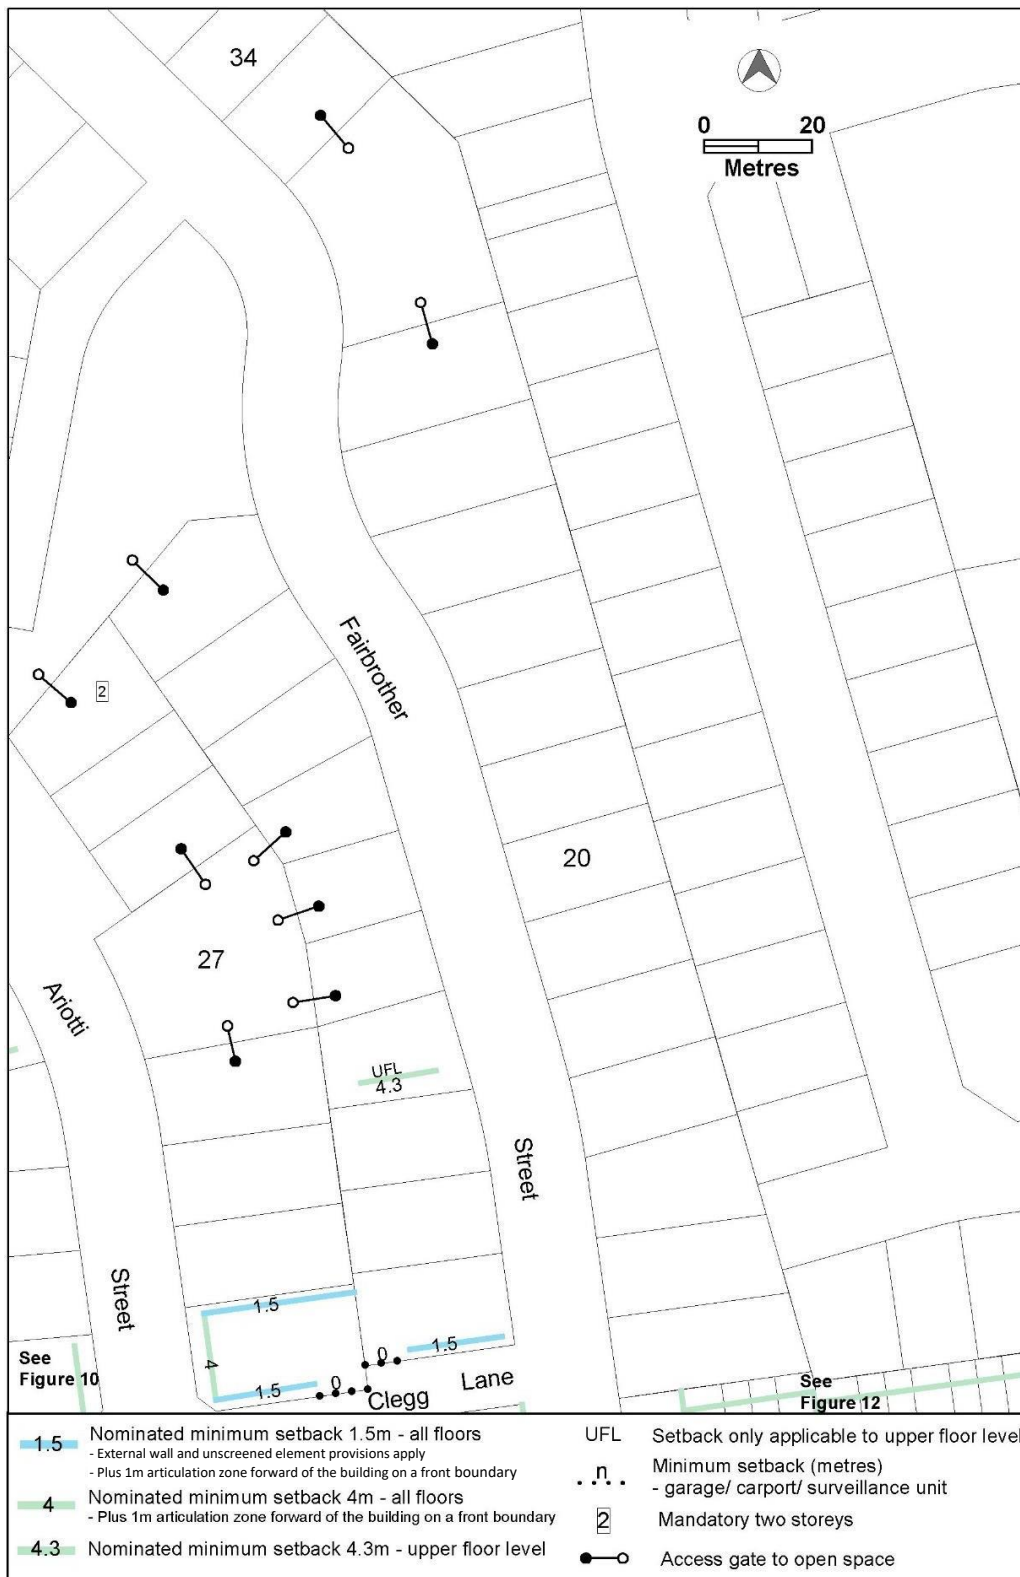 34
0 20
Metres
Fairbrother
2
20
27
Ariotti
UFL
4.3
Street
Street
1.5
4
1.5
0
1.5
0
Clegg Lane
See
Figure 10
See
Figure 12
1.5 Nominated minimum setback 1.5m - all floors
- External wall and unscreened element provisions apply
- Plus 1m articulation zone forward of the building on a front boundary
4 Nominated minimum setback 4m - all floors
- Plus 1m articulation zone forward of the building on a front boundary
4.3 Nominated minimum setback 4.3m - upper floor level
UFL Setback only applicable to upper floor level
n Minimum setback (metres)
- garage/ carport/ surveillance unit
2 Mandatory two storeys
Access gate to open space